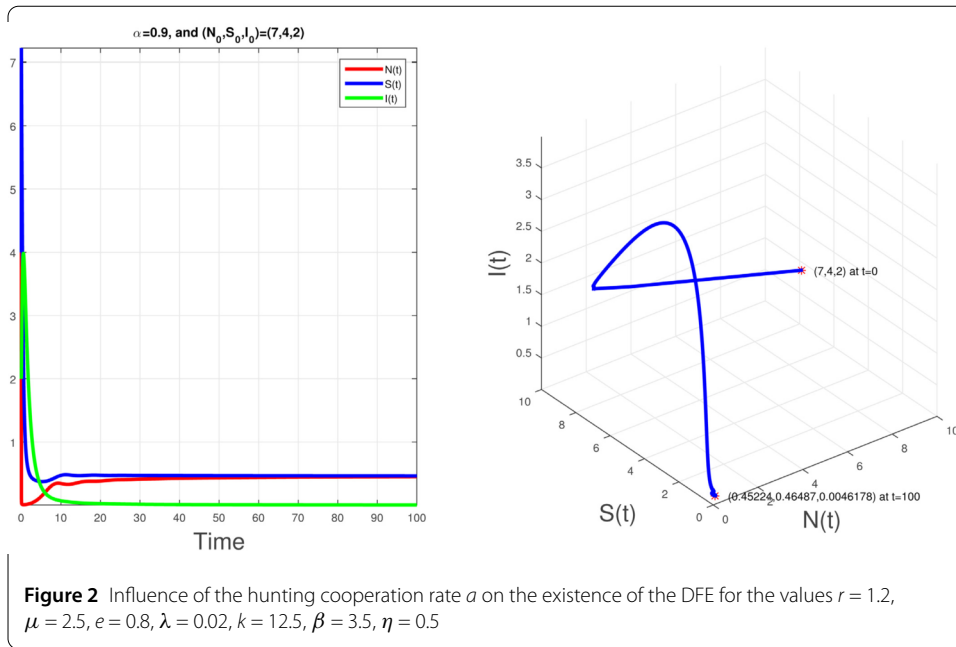 α=0.9, and (N₀,S₀,I₀)=(7,4,2)
7
6
5
4
3
2
1
0 10 20 30 40 50 60 70 80 90 100
Time
N(t)
S(t)
I(t)
3.5
3
2.5
2
1.5
1
0.5
I(t)
10
8
6
4
2
0
S(t)
0
2
4
6
8
10
N(t)
(7,4,2) at t=0
(0.45224,0.46487,0.0046178) at t=100
Figure 2 Influence of the hunting cooperation rate a on the existence of the DFE for the values r = 1.2,
μ = 2.5, e = 0.8, λ = 0.02, k = 12.5, β = 3.5, η = 0.5